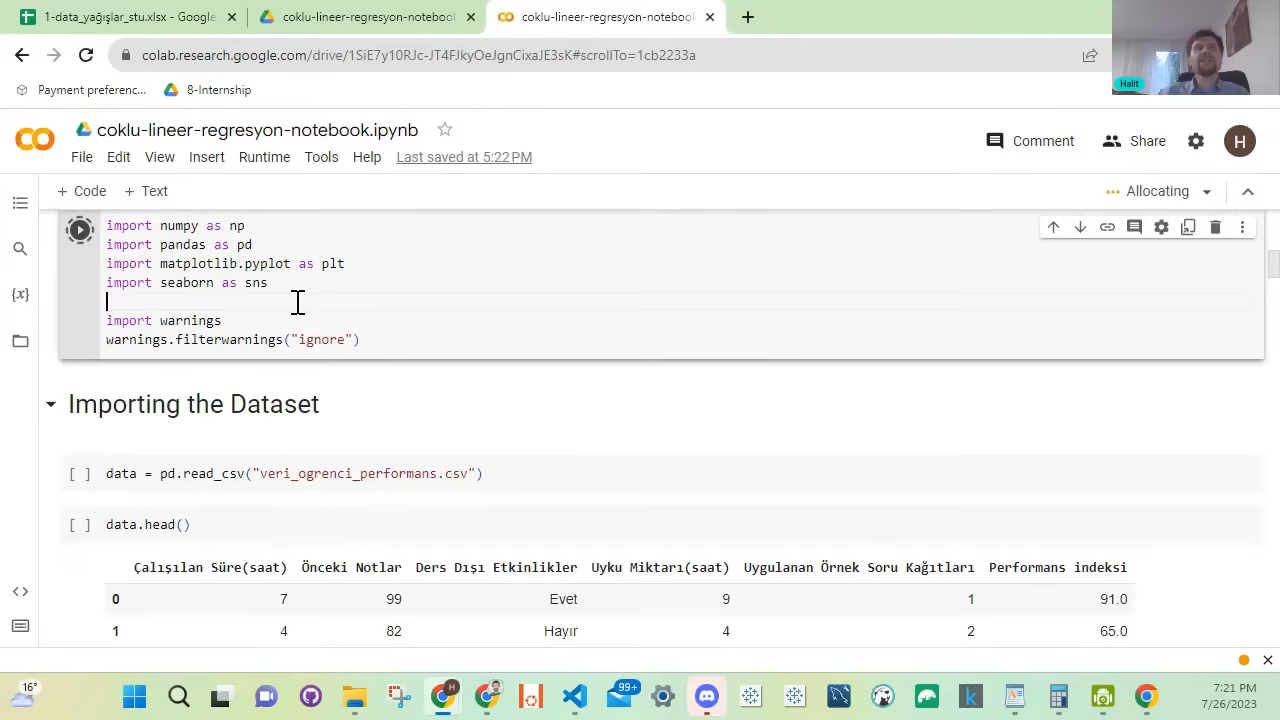 1-data_yağışlar_stu.xlsx - Google
coklu-lineer-regresyon-notebook
coklu-lineer-regresyon-notebook.
colab.research.google.com/drive/1SiE7y10RJc-JT4FJkyOeJgnCixaJE3sK#scrollTo=1cb2233a
Payment preferenc...
8-Internship
Halit
coklu-lineer-regresyon-notebook.ipynb
File Edit View Insert Runtime Tools Help Last saved at 5:22 PM
Comment
Share
H
+ Code + Text
Allocating
import numpy as np
import pandas as pd
import matplotlib.pyplot as plt
import seaborn as sns
import warnings
warnings.filterwarnings("ignore")
Importing the Dataset
[ ] data = pd.read_csv("veri_ogrenci_performans.csv")
[ ] data.head()
Çalışılan Süre(saat) Önceki Notlar Ders Dışı Etkinlikler Uyku Miktarı(saat) Uygulanan Örnek Soru Kağıtları Performans indeksi
0 7 99 Evet 9 1 91.0
1 4 82 Hayır 4 2 65.0
16°
H
99+
k
7:21 PM
7/26/2023